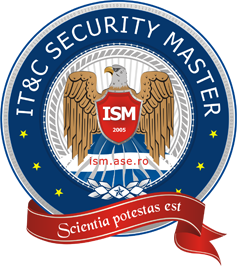 IT&C SECURITY MASTER
ISM
2005
Ism.ase.ro
Scientia potestas est